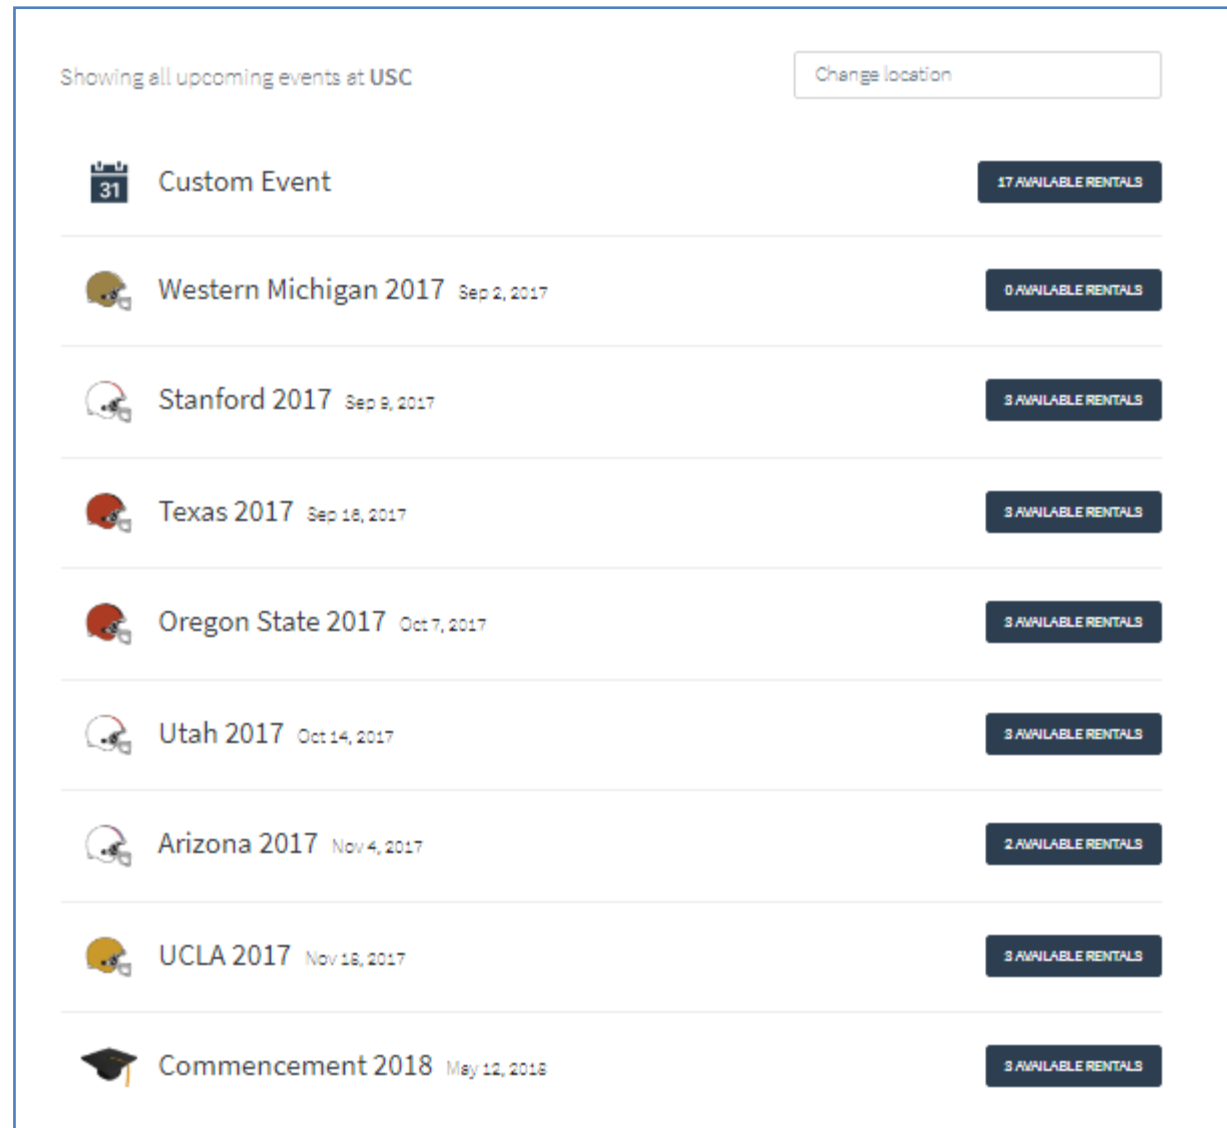 Showing all upcoming events at USC
Change location
31
Custom Event
17 AVAILABLE RENTALS
Western Michigan 2017 Sep 2, 2017
0 AVAILABLE RENTALS
Stanford 2017 Sep 9, 2017
3 AVAILABLE RENTALS
Texas 2017 Sep 16, 2017
3 AVAILABLE RENTALS
Oregon State 2017 Oct 7, 2017
3 AVAILABLE RENTALS
Utah 2017 Oct 14, 2017
3 AVAILABLE RENTALS
Arizona 2017 Nov 4, 2017
2 AVAILABLE RENTALS
UCLA 2017 Nov 18, 2017
3 AVAILABLE RENTALS
Commencement 2018 May 12, 2018
3 AVAILABLE RENTALS